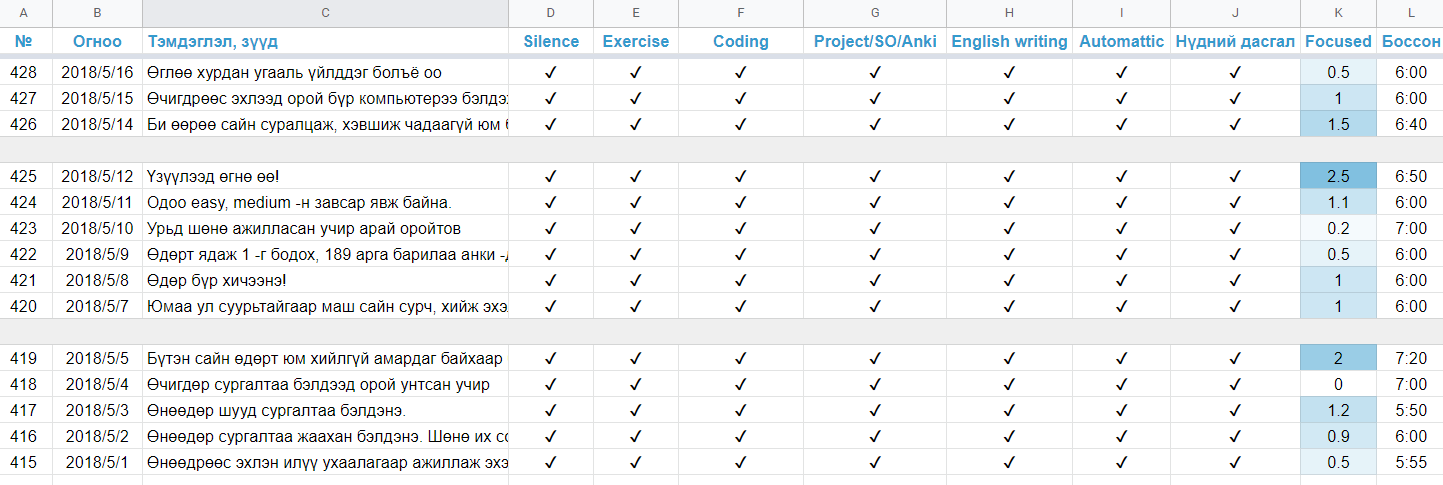 A B C D E F G H I J K L
№ Огноо Тэмдэглэл, зүүд Silence Exercise Coding Project/SO/Anki English writing Automattic Нүдний дасгал Focused Боссон
428 2018/5/16 Өглөө хурдан угааль үйлддэг болъё оо ✓ ✓ ✓ ✓ ✓ ✓ ✓ 0.5 6:00
427 2018/5/15 Өчигдрөөс эхлээд орой бүр компьютерээ ✓ ✓ ✓ ✓ ✓ ✓ ✓ 1 6:00
426 2018/5/14 Би өөрөө сайн суралцаж, хэвшиж чадаагүй юм ✓ ✓ ✓ ✓ ✓ ✓ ✓ 1.5 6:40
425 2018/5/12 Үзүүлээд өгнө өө! ✓ ✓ ✓ ✓ ✓ ✓ ✓ 2.5 6:50
424 2018/5/11 Одоо easy, medium -н завсар явж байна. ✓ ✓ ✓ ✓ ✓ ✓ ✓ 1.1 6:00
423 2018/5/10 Урьд шөнө ажилласан учир арай оройтов ✓ ✓ ✓ ✓ ✓ ✓ ✓ 0.2 7:00
422 2018/5/9 Өдөрт ядаж 1 -г бодох, 189 арга барилаа анки ✓ ✓ ✓ ✓ ✓ ✓ ✓ 0.5 6:00
421 2018/5/8 Өдөр бүр хичээнэ! ✓ ✓ ✓ ✓ ✓ ✓ ✓ 1 6:00
420 2018/5/7 Юмаа ул суурьтайгаар маш сайн сурч, хийж ✓ ✓ ✓ ✓ ✓ ✓ ✓ 1 6:00
419 2018/5/5 Бүтэн сайн өдөрт юм хийлгүй амардаг байхаар ✓ ✓ ✓ ✓ ✓ ✓ ✓ 2 7:20
418 2018/5/4 Өчигдөр сургалтаа бэлдээд орой унтсан учир ✓ ✓ ✓ ✓ ✓ ✓ ✓ 0 7:00
417 2018/5/3 Өнөөдөр шууд сургалтаа бэлдэнэ. ✓ ✓ ✓ ✓ ✓ ✓ ✓ 1.2 5:50
416 2018/5/2 Өнөөдөр сургалтаа жаахан бэлдэнэ. Шөнө их ✓ ✓ ✓ ✓ ✓ ✓ ✓ 0.9 6:00
415 2018/5/1 Өнөөдрөөс эхлэн илүү ухаалагаар ажиллаж ✓ ✓ ✓ ✓ ✓ ✓ ✓ 0.5 5:55